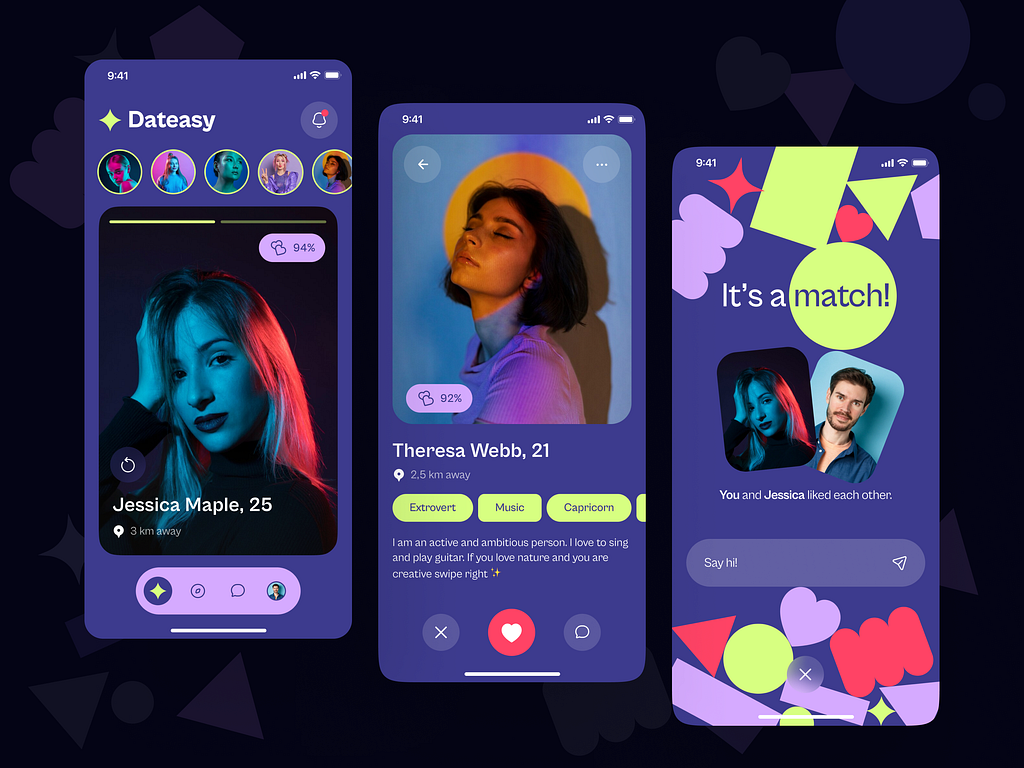 9:41
Dateasy
94%
Jessica Maple, 25
3 km away
9:41
92%
Theresa Webb, 21
2,5 km away
Extrovert
Music
Capricorn
I am an active and ambitious person. I love to sing
and play guitar. If you love nature and you are
creative swipe right ✨
9:41
It's a match!
You and Jessica liked each other.
Say hi!